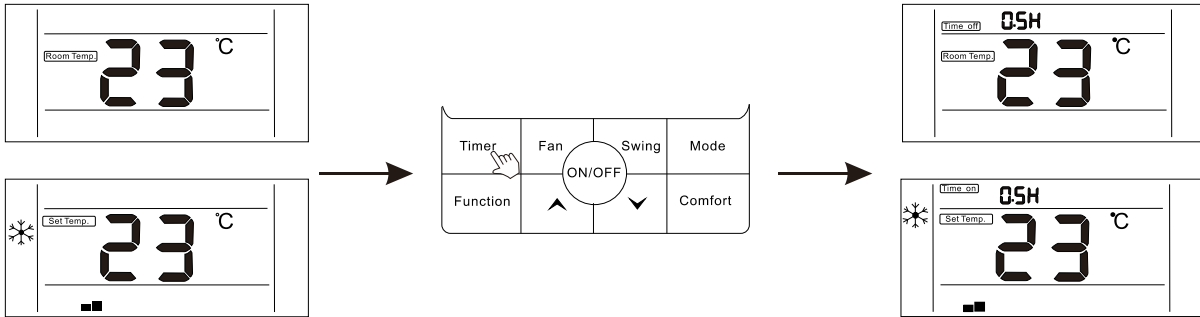 Room Temp.
23
℃
Set Temp.
23
℃
Timer
Fan
Swing
Mode
ON/OFF
Function
Comfort
Time off
0.5H
Room Temp.
23
℃
Time on
0.5H
Set Temp.
23
℃